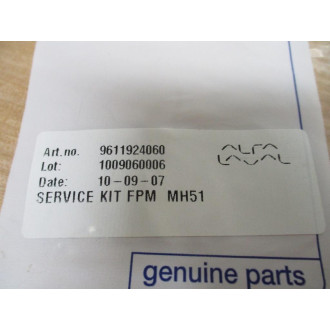 Art.no. 9611924060
Lot: 1009060006
Date: 10-09-07
SERVICE KIT FPM MH51
ALFA
LAVAL
genuine parts